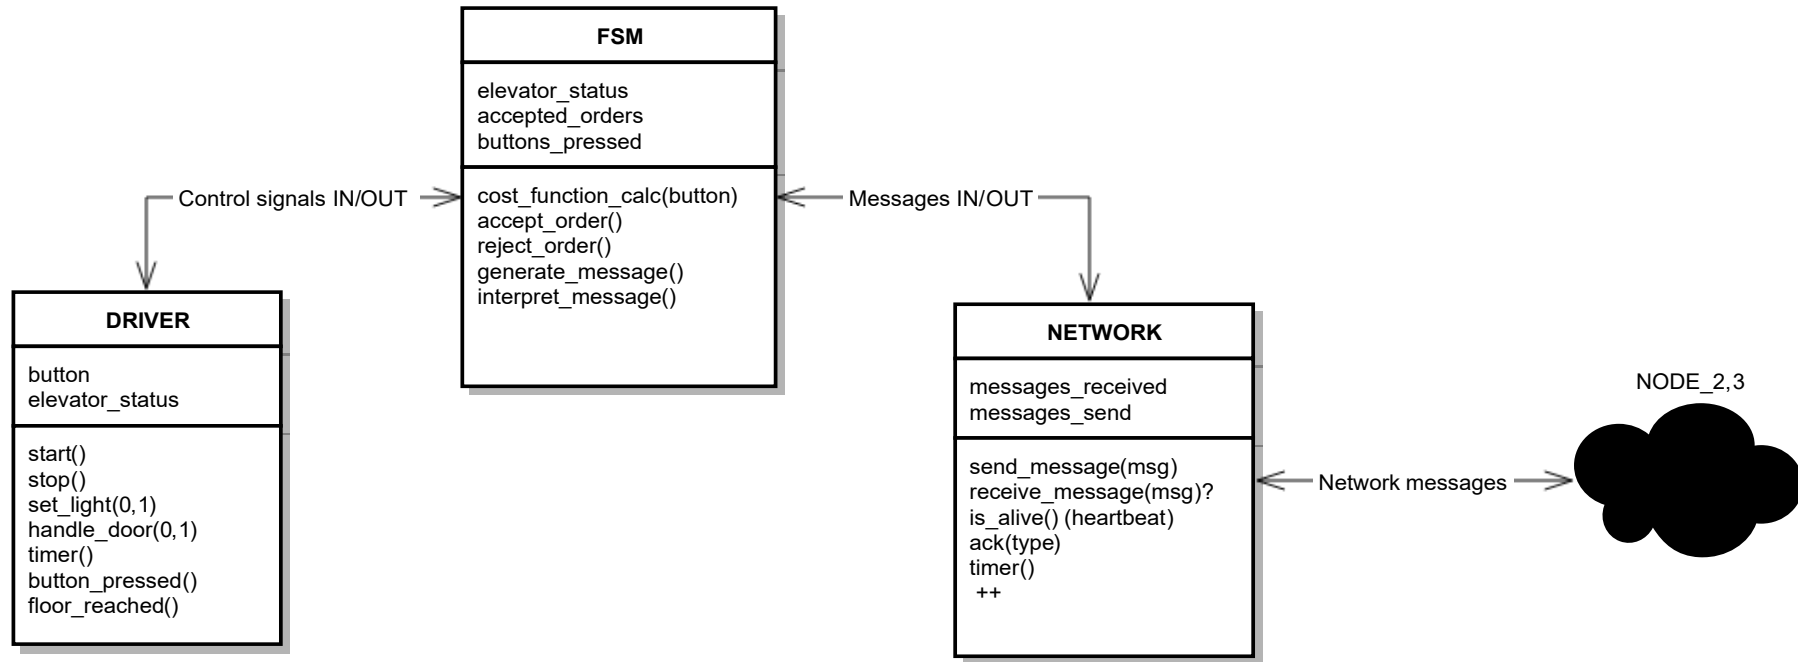 FSM
elevator_status
accepted_orders
buttons_pressed
cost_function_calc(button)
accept_order()
reject_order()
generate_message()
interpret_message()
Control signals IN/OUT
Messages IN/OUT
DRIVER
button
elevator_status
start()
stop()
set_light(0,1)
handle_door(0,1)
timer()
button_pressed()
floor_reached()
NETWORK
messages_received
messages_send
send_message(msg)
receive_message(msg)?
is_alive() (heartbeat)
ack(type)
timer()
++
Network messages
NODE_2,3